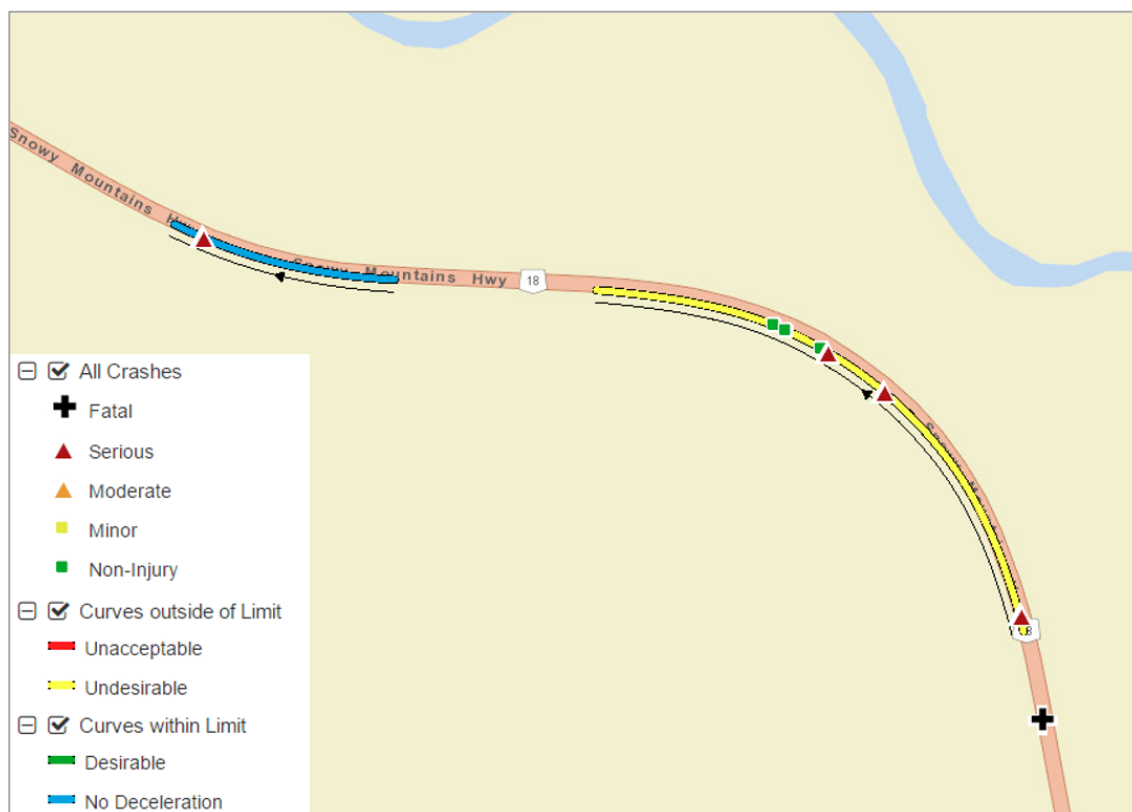 Snowy Mountains Hwy
Snowy Mountains Hwy
18
Snowy
All Crashes
Fatal
Serious
Moderate
Minor
Non-Injury
Curves outside of Limit
Unacceptable
Undesirable
Curves within Limit
Desirable
No Deceleration